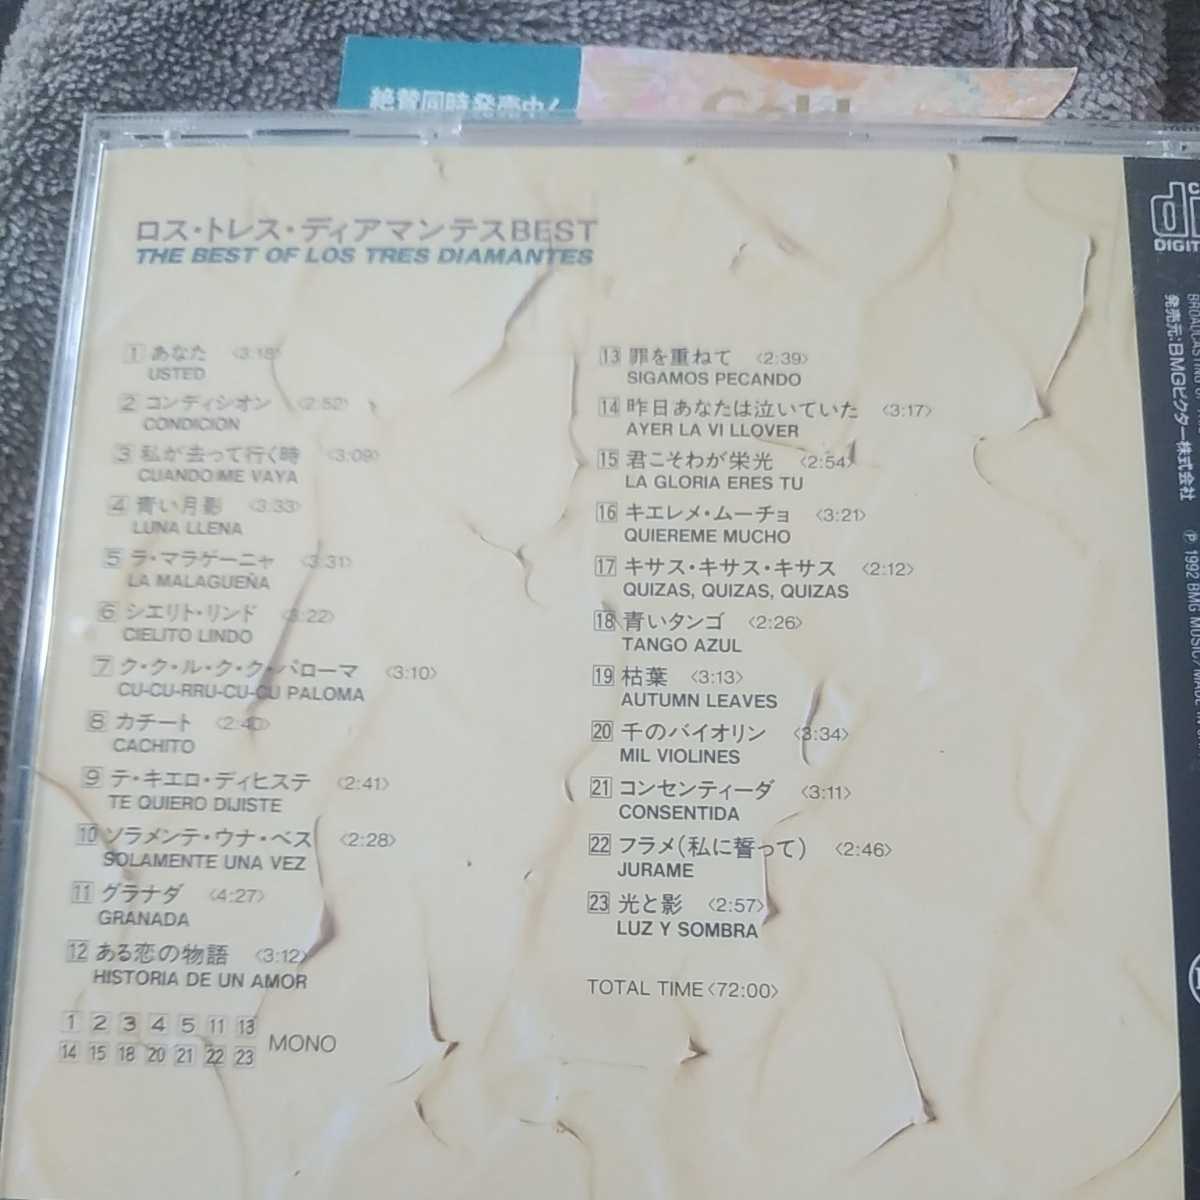 絶賛同時発売中!
ロス・トレス・ディアマンテスBEST
THE BEST OF LOS TRES DIAMANTES
1 あなた 〈3:18〉
USTED
2 コンディシオン 〈2:52〉
CONDICION
3 私が去って行く時 〈3:09〉
CUANDO ME VAYA
4 青い月影 〈3:33〉
LUNA LLENA
5 ラ・マラゲーニャ 〈3:31〉
LA MALAGUEÑA
6 シエリト・リンド 〈3:22〉
CIELITO LINDO
7 ク・ク・ル・ク・ク・パローマ 〈3:10〉
CU-CU-RRU-CU-CU PALOMA
8 カチート 〈2:40〉
CACHITO
9 テ・キエロ・ディヒステ 〈2:41〉
TE QUIERO DIJISTE
10 ソラメンテ・ウナ・ベス 〈2:28〉
SOLAMENTE UNA VEZ
11 グラナダ 〈4:27〉
GRANADA
12 ある恋の物語 〈3:12〉
HISTORIA DE UN AMOR
1 2 3 4 5 11 13
14 15 18 20 21 22 23 MONO
13 罪を重ねて 〈2:39〉
SIGAMOS PECANDO
14 昨日あなたは泣いていた 〈3:17〉
AYER LA VI LLOVER
15 君こそわが栄光 〈2:54〉
LA GLORIA ERES TU
16 キエレメ・ムーチョ 〈3:21〉
QUIEREME MUCHO
17 キサス・キサス・キサス 〈2:12〉
QUIZAS, QUIZAS, QUIZAS
18 青いタンゴ 〈2:26〉
TANGO AZUL
19 枯葉 〈3:13〉
AUTUMN LEAVES
20 千のバイオリン 〈3:34〉
MIL VIOLINES
21 コンセンティーダ 〈3:11〉
CONSENTIDA
22 フラメ(私に誓って) 〈2:46〉
JURAME
23 光と影 〈2:57〉
LUZ Y SOMBRA
TOTAL TIME〈72:00〉
発売元:BMGビクター株式会社 ℗ 1992 BMG MUSIC/MADE